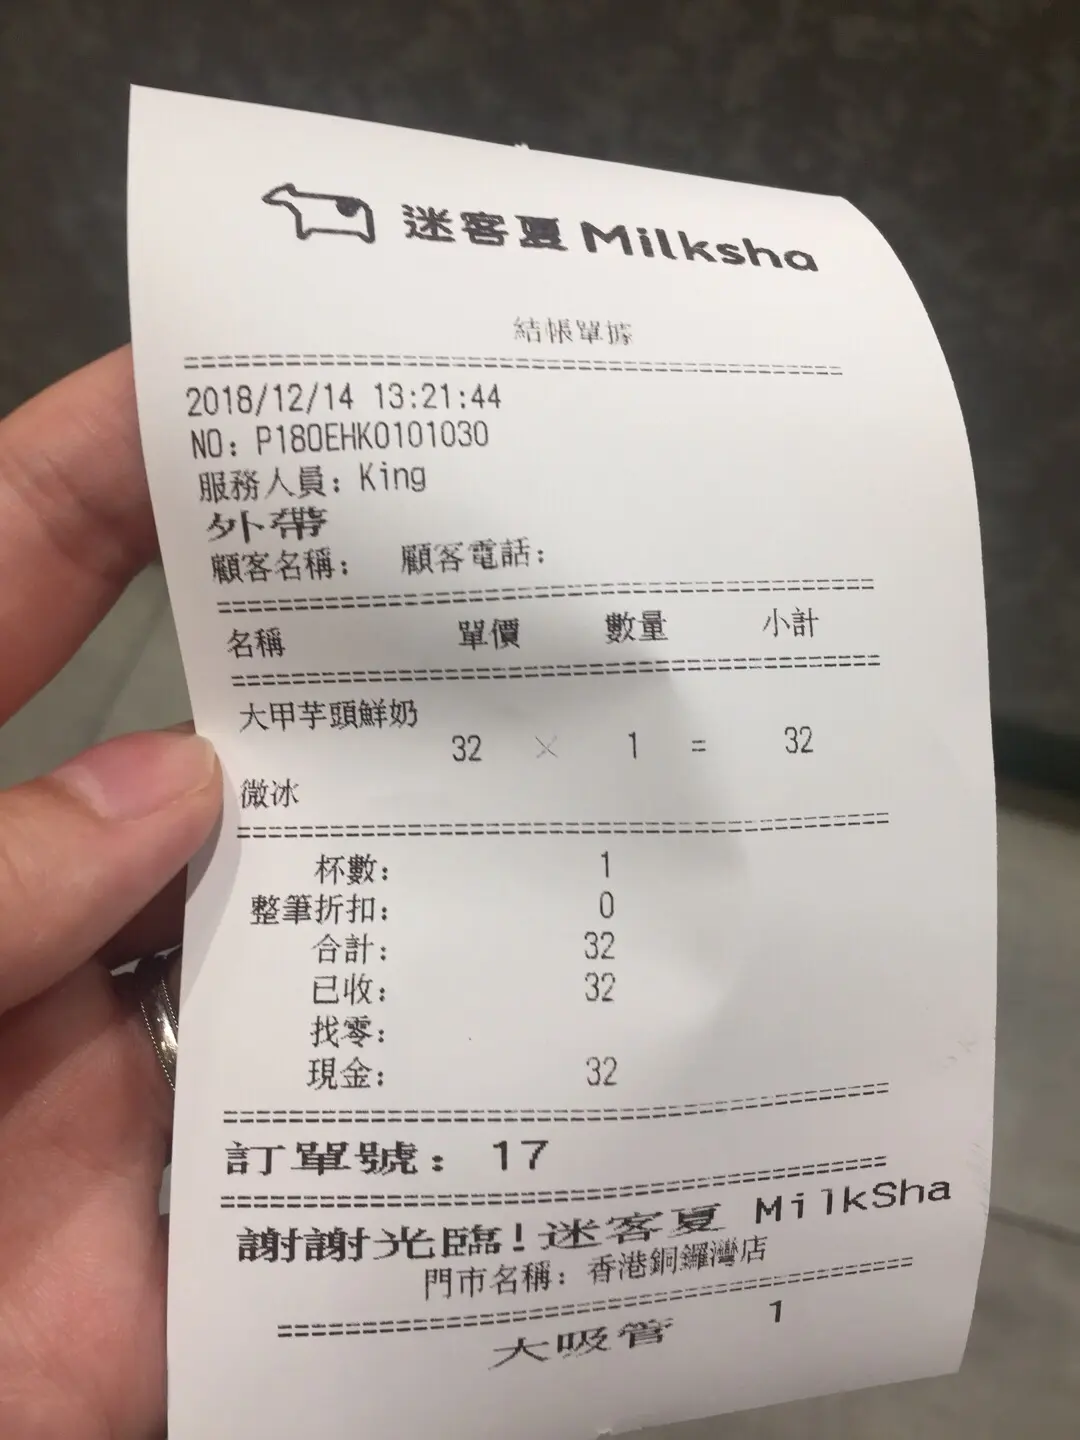 迷客夏 Milksha
結帳單據
2018/12/14 13:21:44
NO: P180EHK0101030
服務人員: King
外帶
顧客名稱: 顧客電話:
名稱 單價 數量 小計
大甲芋頭鮮奶
32 × 1 = 32
微冰
杯數: 1
整筆折扣: 0
合計: 32
已收: 32
找零:
現金: 32
訂單號: 17
謝謝光臨!迷客夏 MilkSha
門市名稱: 香港銅鑼灣店
大吸管 1